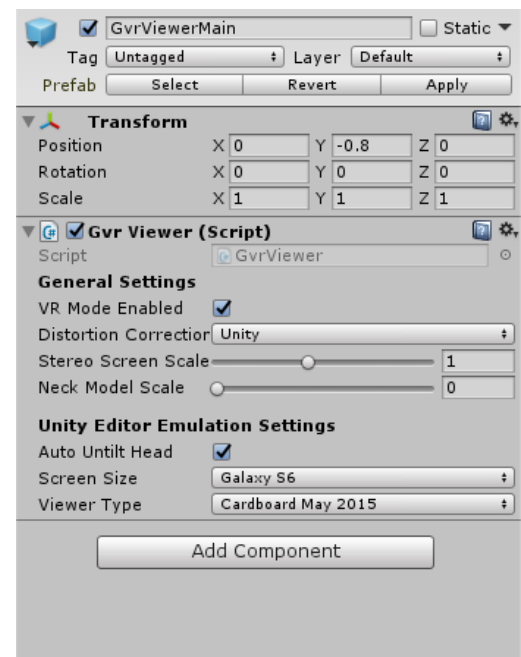 GvrViewerMain Static
Tag Untagged Layer Default
Prefab Select Revert Apply
Transform
Position X 0 Y -0.8 Z 0
Rotation X 0 Y 0 Z 0
Scale X 1 Y 1 Z 1
Gvr Viewer (Script)
Script GvrViewer
General Settings
VR Mode Enabled
Distortion Correction Unity
Stereo Screen Scale 1
Neck Model Scale 0
Unity Editor Emulation Settings
Auto Untilt Head
Screen Size Galaxy S6
Viewer Type Cardboard May 2015
Add Component